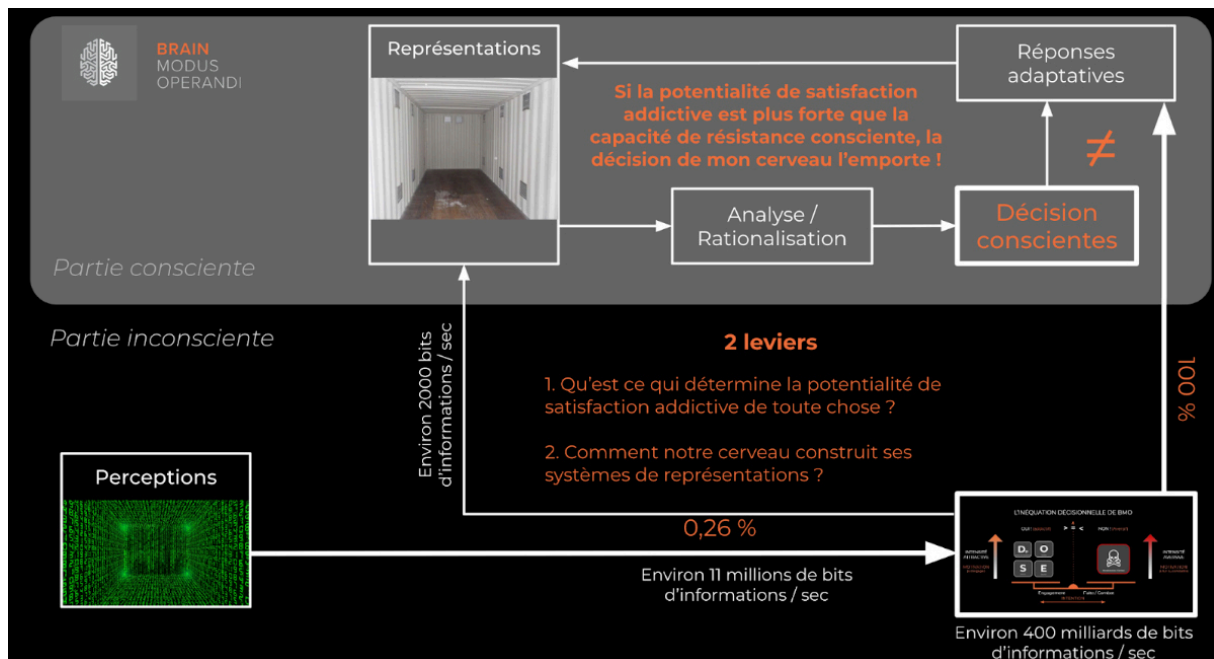 BRAIN
MODUS
OPERANDI
Représentations
Réponses
adaptatives
Si la potentialité de satisfaction
addictive est plus forte que la
capacité de résistance consciente, la
décision de mon cerveau l'emporte !
≠
Analyse /
Rationalisation
Décision
conscientes
Partie consciente
Partie inconsciente
Environ 2000 bits
d'informations / sec
2 leviers
1. Qu'est ce qui détermine la potentialité de
satisfaction addictive de toute chose ?
2. Comment notre cerveau construit ses
systèmes de représentations ?
100 %
Perceptions
0,26 %
Environ 11 millions de bits
d'informations / sec
L'INÉQUATION DÉCISIONNELLE DE BMO
D. O
S E
Engagement
Environ 400 milliards de bits
d'informations / sec